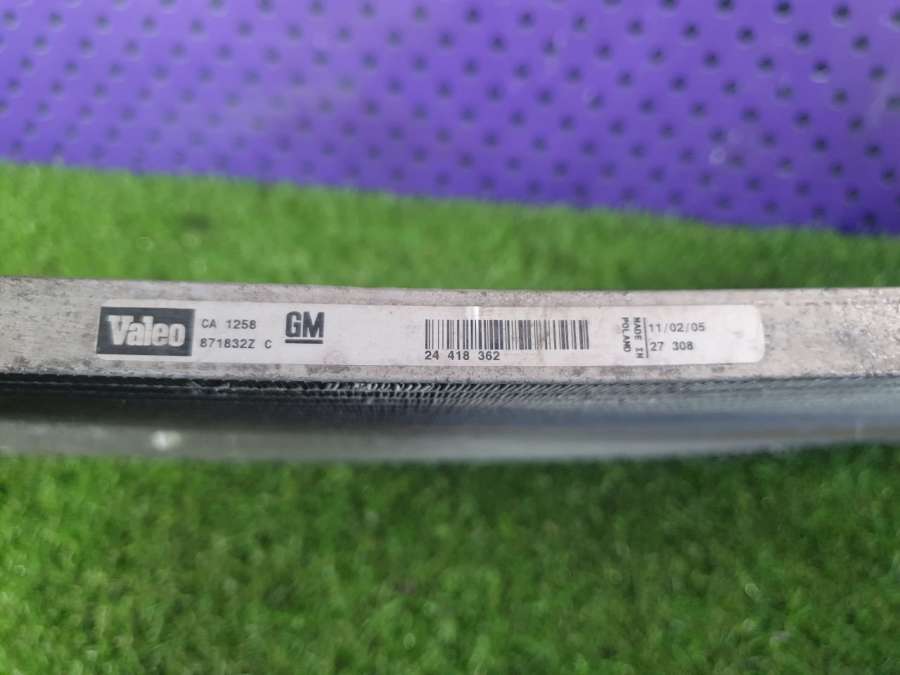 Valeo
CA 1258
871832Z C
GM
24 418 362
MADE IN
POLAND
11/02/05
27 308